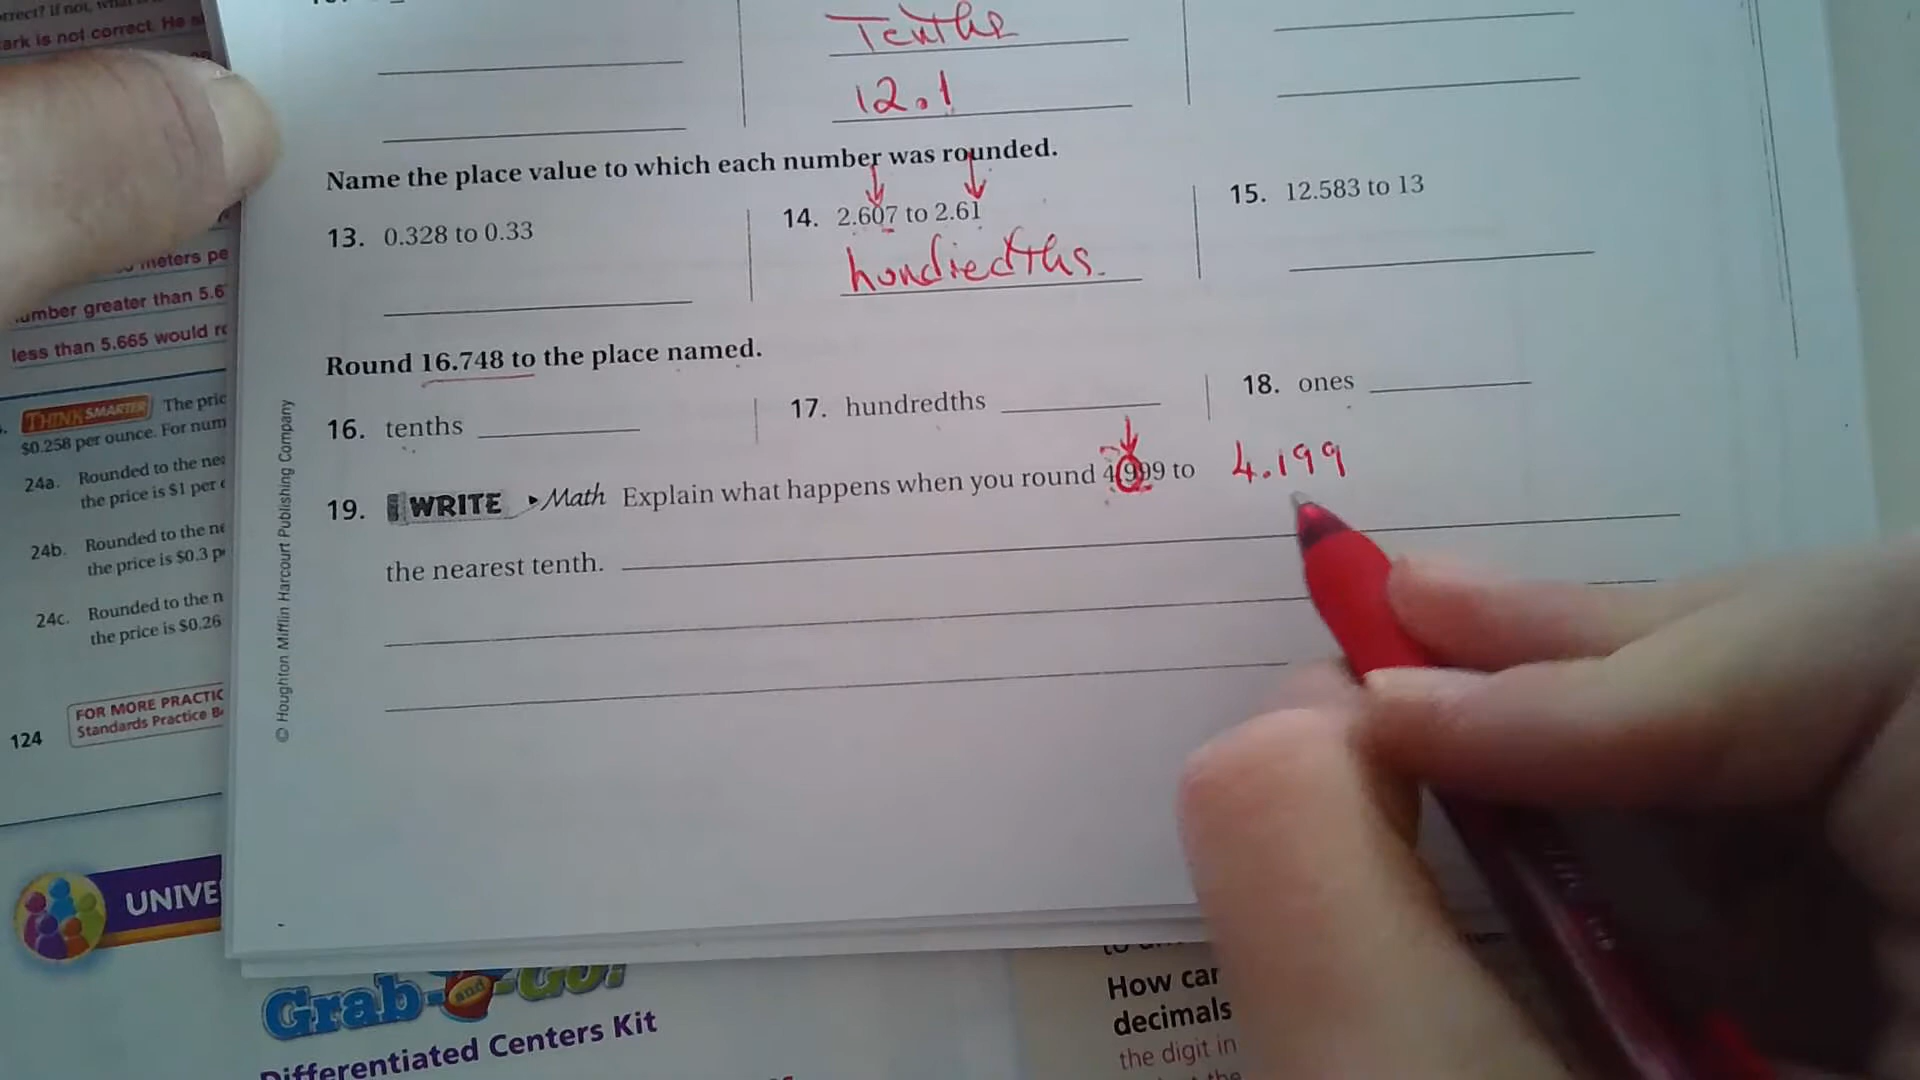 ark is not correct. He
Tenths
12.1
Name the place value to which each number was rounded.
13. 0.328 to 0.33
14. 2.607 to 2.61
hundredths.
15. 12.583 to 13
meters pe
umber greater than 5.6
less than 5.665 would ro
Round 16.748 to the place named.
16. tenths
17. hundredths
18. ones
THINK SMARTER The pric
$0.258 per ounce. For num
24a. Rounded to the nea
the price is $1 per
24b. Rounded to the ne
the price is $0.3 p
24c. Rounded to the n
the price is $0.26
19. WRITE Math Explain what happens when you round 4.999 to
4.199
the nearest tenth.
© Houghton Mifflin Harcourt Publishing Company
FOR MORE PRACTIC
Standards Practice B
124
UNIVE
Grab-and-Go!
Differentiated Centers Kit
How can
decimals
the digit in